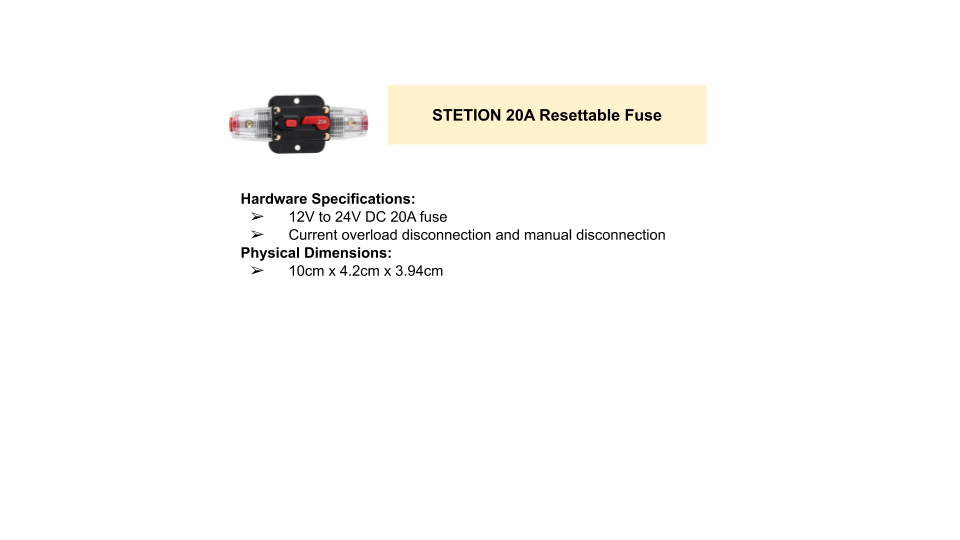 STETION 20A Resettable Fuse
20A
Hardware Specifications:
➢ 12V to 24V DC 20A fuse
➢ Current overload disconnection and manual disconnection
Physical Dimensions:
➢ 10cm x 4.2cm x 3.94cm